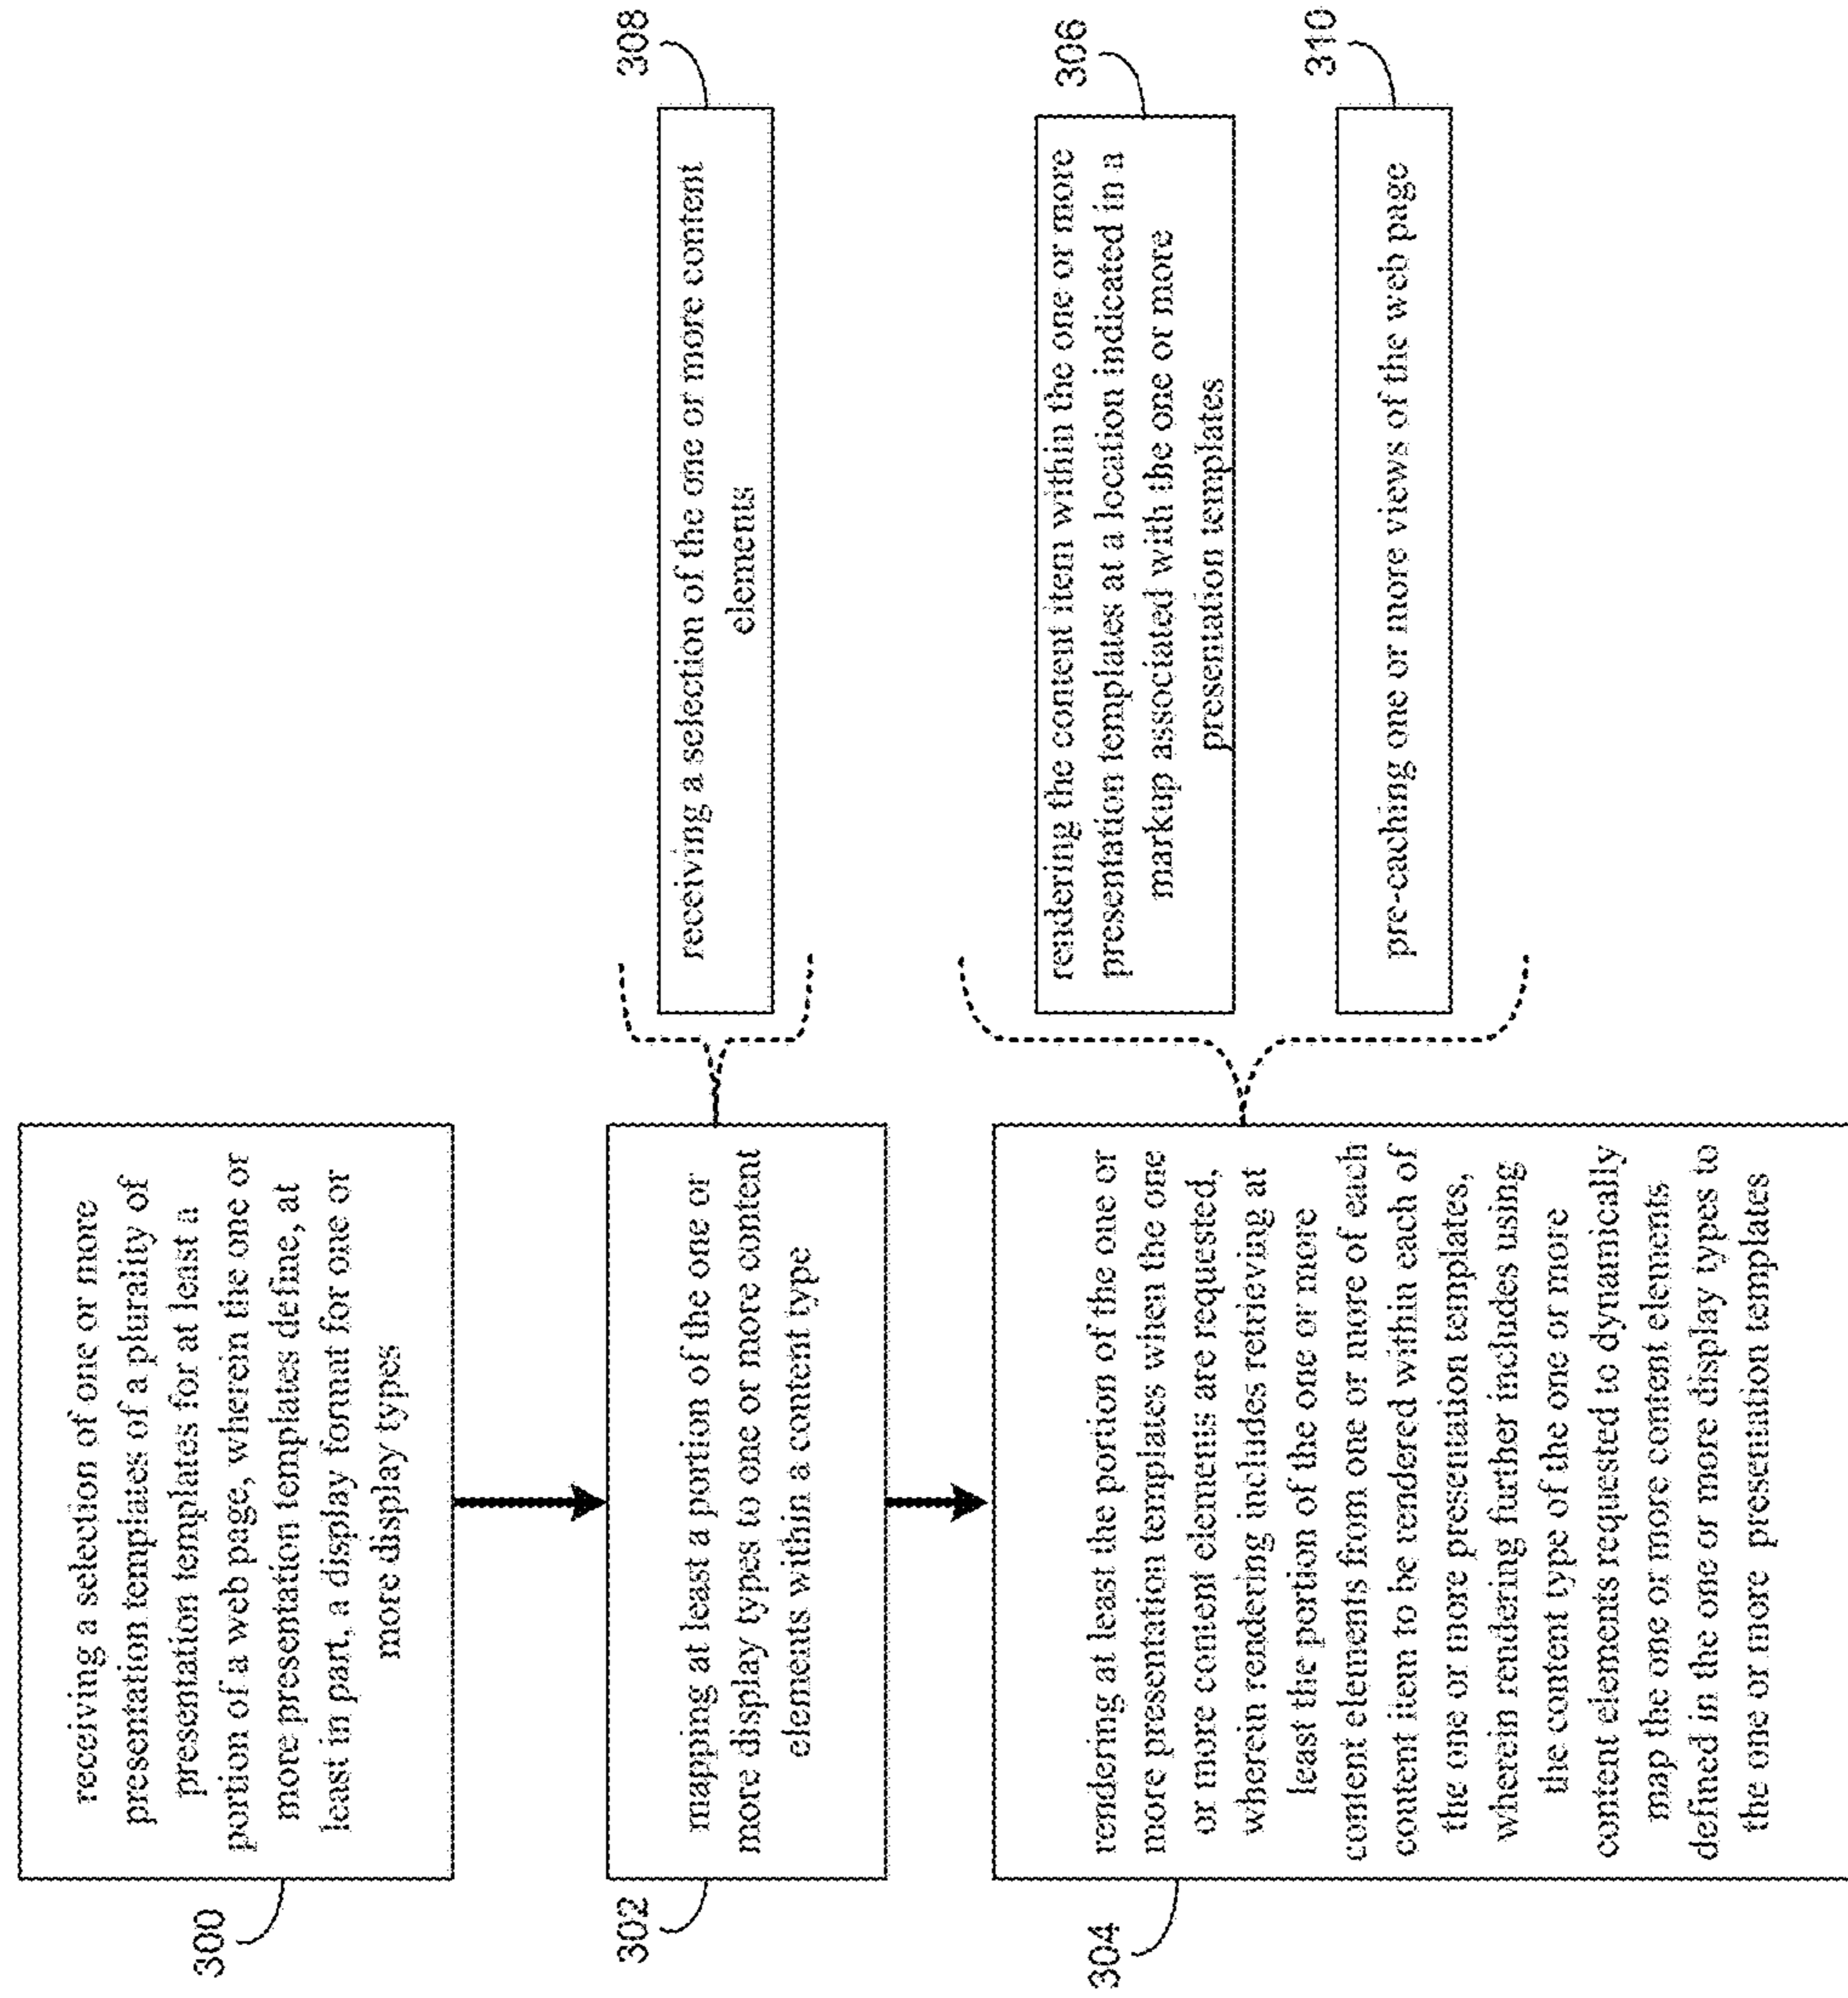 300
receiving a selection of one or more
presentation templates of a plurality of
presentation templates for at least a
portion of a web page, wherein the one or
more presentation templates define, at
least in part, a display format for one or
more display types
302
mapping at least a portion of the one or
more display types to one or more content
elements within a content type
308
receiving a selection of the one or more content
elements
304
rendering at least the portion of the one or
more presentation templates when the one
or more content elements are requested,
wherein rendering includes retrieving at
least the portion of the one or more
content elements from one or more of each
content item to be rendered within each of
the one or more presentation templates,
wherein rendering further includes using
the content type of the one or more
content elements requested to dynamically
map the one or more content elements
defined in the one or more display types to
the one or more presentation templates
306
rendering the content item within the one or more
presentation templates at a location indicated in a
markup associated with the one or more
presentation templates
310
pre-caching one or more views of the web page